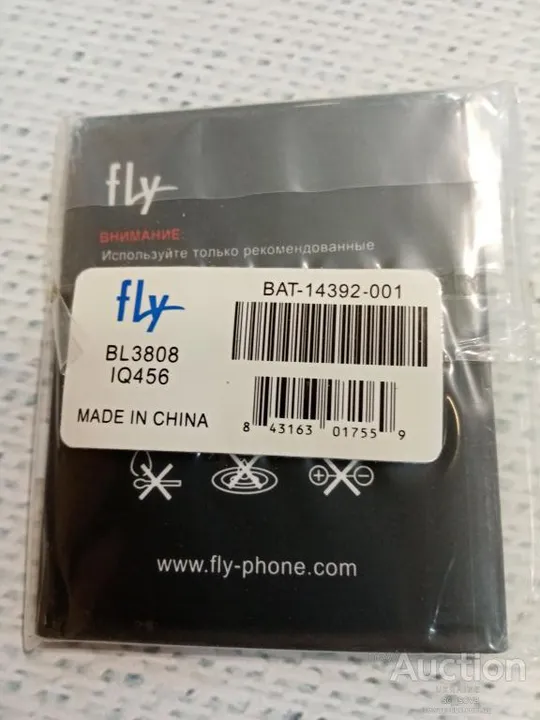 fly
ВНИМАНИЕ
Используйте только рекомендованные
fly
BAT-14392-001
BL3808
IQ456
MADE IN CHINA
8 43163 01755 9
www.fly-phone.com
Auction
UKRAINE